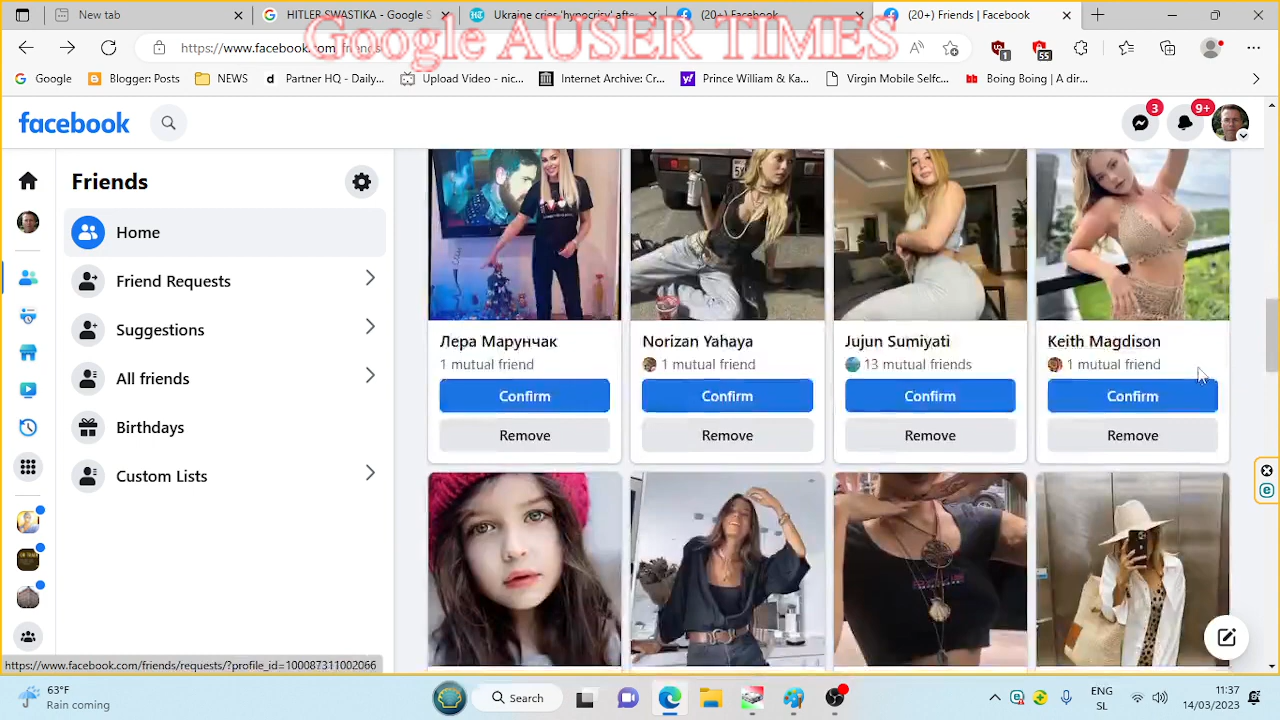 New tab
HITLER SWASTIKA - Google S
Ukraine cries 'hypocrisy' after
(20+) Facebook
(20+) Friends | Facebook
Google AUSER TIMES
https://www.facebook.com/friends
1
55
Google
Blogger: Posts
NEWS
Partner HQ - Daily...
Upload Video - nic...
Internet Archive: Cr...
Prince William & Ka...
Virgin Mobile Selfc...
Boing Boing | A dir...
facebook
3
9+
Friends
Home
Friend Requests
Suggestions
All friends
Birthdays
Custom Lists
Лера Марунчак
Norizan Yahaya
Jujun Sumiyati
Keith Magdison
1 mutual friend
1 mutual friend
13 mutual friends
1 mutual friend
Confirm
Confirm
Confirm
Confirm
Remove
Remove
Remove
Remove
https://www.facebook.com/friends/requests/?profile_id=100087311002066
63°F
Rain coming
Search
ENG
SL
11:37
14/03/2023